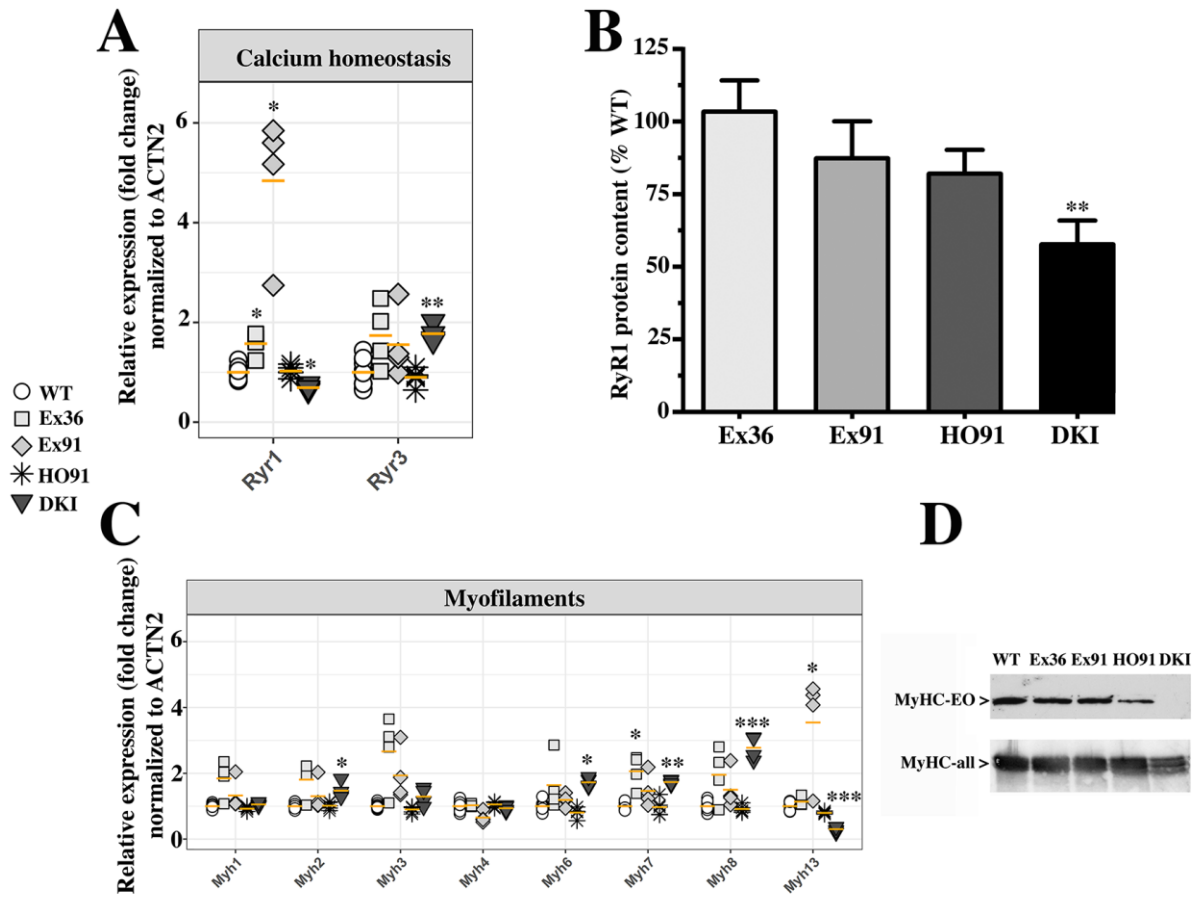 A
Calcium homeostasis
Relative expression (fold change)
normalized to ACTN2
6
4
2
0
*
*
*
**
Ryr1
Ryr3
WT
Ex36
Ex91
HO91
DKI
B
RyR1 protein content (% WT)
125
100
75
50
25
0
**
Ex36
Ex91
HO91
DKI
C
Myofilaments
Relative expression (fold change)
normalized to ACTN2
6
4
2
0
*
*
*
**
***
*
***
Myh1
Myh2
Myh3
Myh4
Myh6
Myh7
Myh8
Myh13
D
WT Ex36 Ex91 HO91 DKI
MyHC-EO >
MyHC-all >